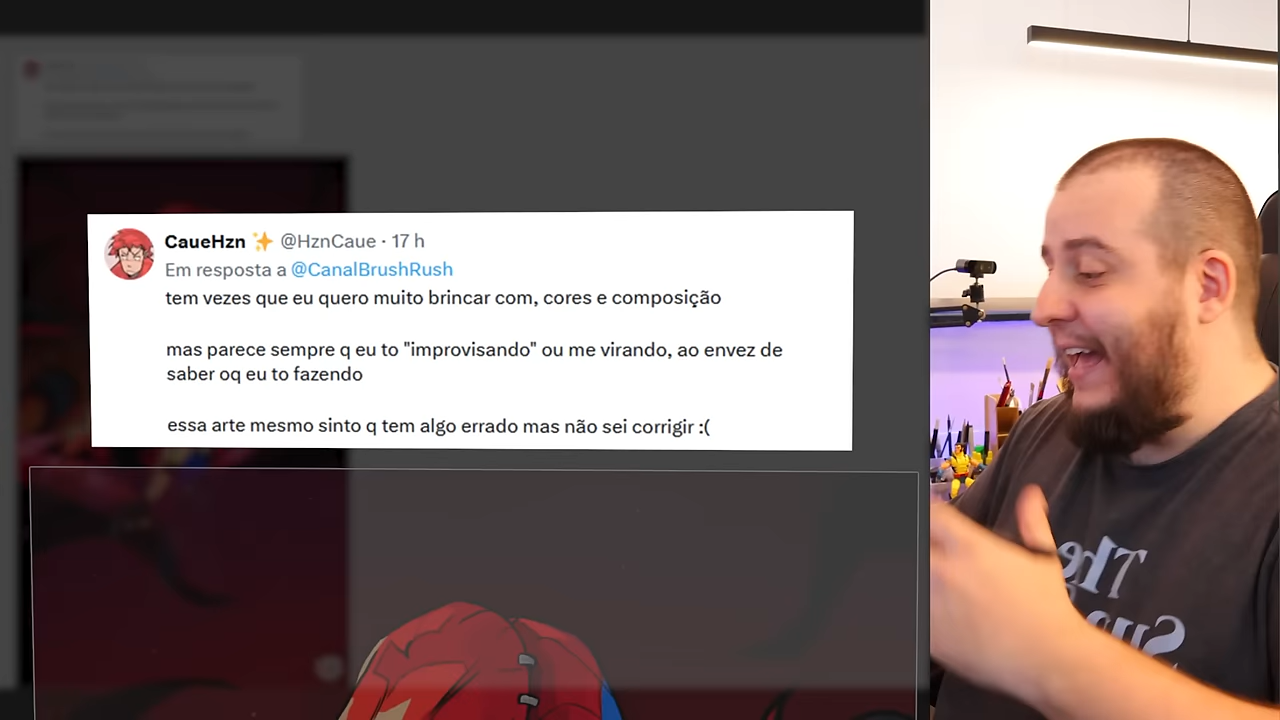 CaueHzn ✨ @HznCaue · 17 h
Em resposta a @CanalBrushRush
tem vezes que eu quero muito brincar com, cores e composição
mas parece sempre q eu to "improvisando" ou me virando, ao envez de
saber oq eu to fazendo
essa arte mesmo sinto q tem algo errado mas não sei corrigir :(
The